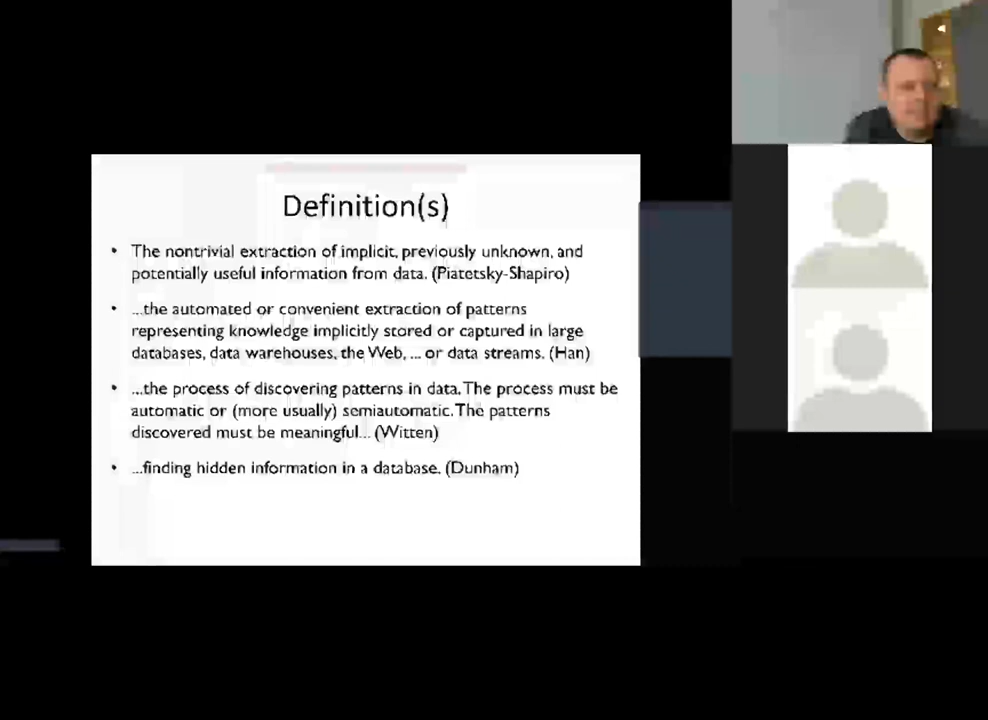 Definition(s)
• The nontrivial extraction of implicit, previously unknown, and
potentially useful information from data. (Piatetsky-Shapiro)
• ...the automated or convenient extraction of patterns
representing knowledge implicitly stored or captured in large
databases, data warehouses, the Web, ... or data streams. (Han)
• ...the process of discovering patterns in data. The process must be
automatic or (more usually) semiautomatic. The patterns
discovered must be meaningful... (Witten)
• ...finding hidden information in a database. (Dunham)